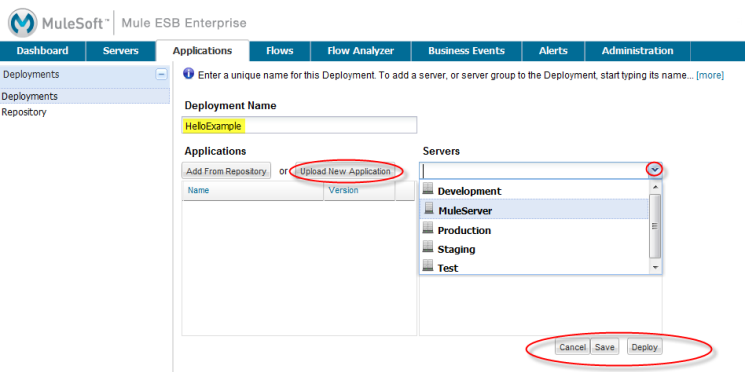 MuleSoft™ Mule ESB Enterprise
Dashboard Servers Applications Flows Flow Analyzer Business Events Alerts Administration
Deployments
Deployments
Repository
Enter a unique name for this Deployment. To add a server, or server group to the Deployment, start typing its name... [more]
Deployment Name
HelloExample
Applications Servers
Add From Repository or Upload New Application
Name Version
Development
MuleServer
Production
Staging
Test
Cancel Save Deploy